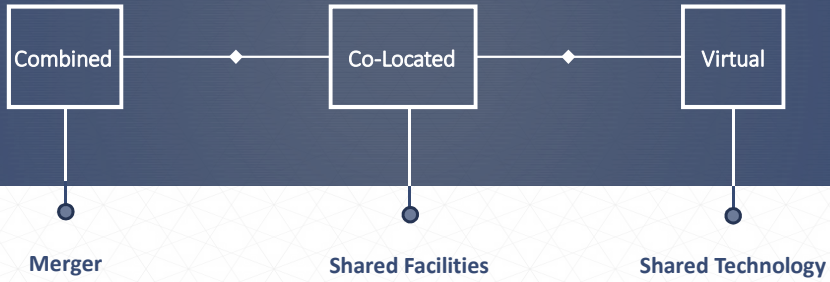 Combined
Co-Located
Virtual
Merger
Shared Facilities
Shared Technology